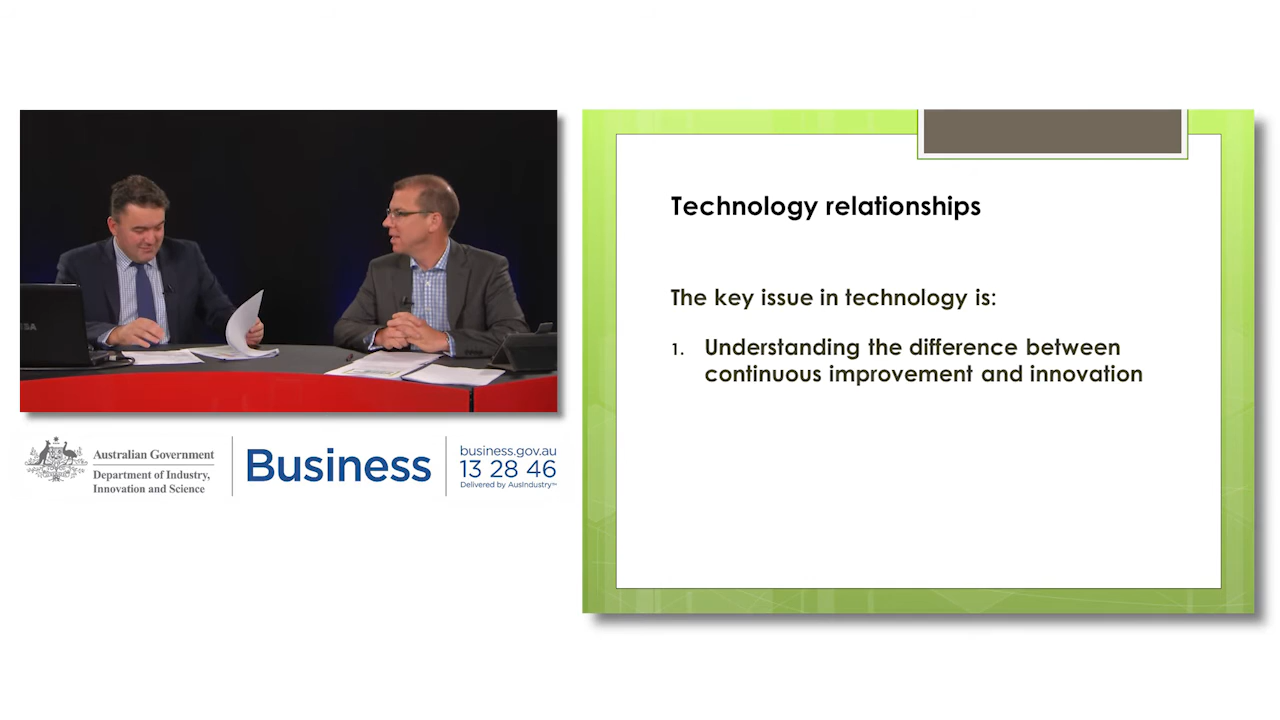 Technology relationships
The key issue in technology is:
1. Understanding the difference between
continuous improvement and innovation
Australian Government
Department of Industry,
Innovation and Science
Business
business.gov.au
13 28 46
Delivered by AusIndustry™